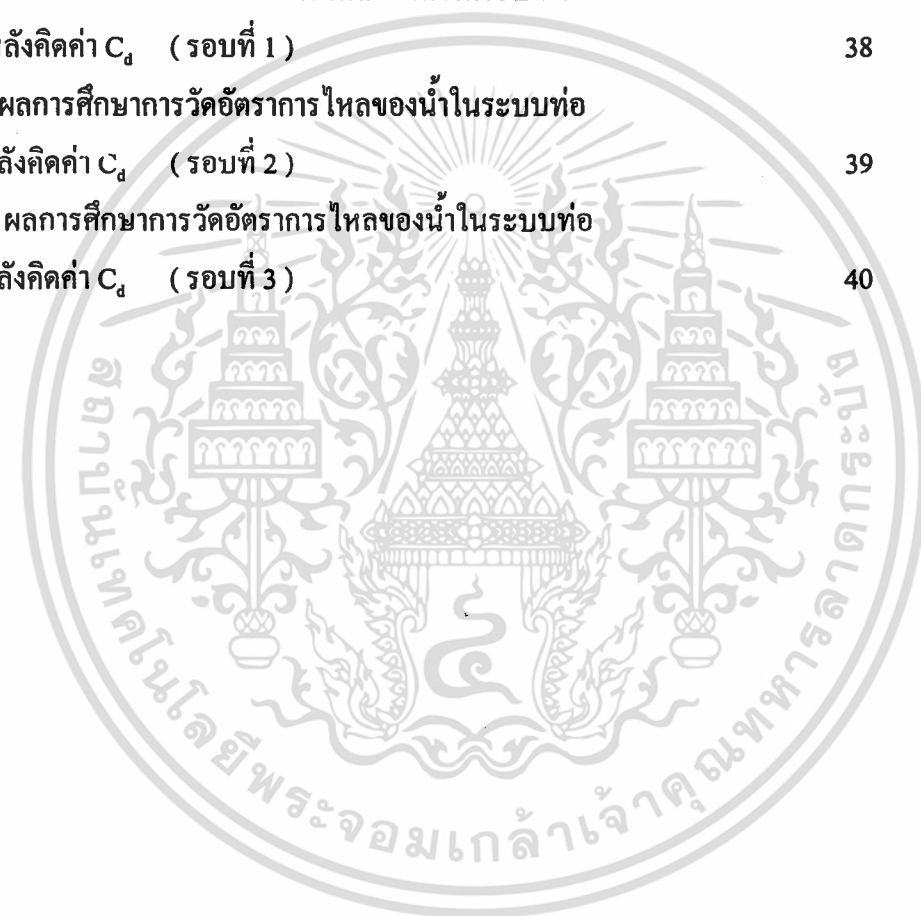 ลังคิดค่า C_d ( รอบที่ 1 ) 38
ผลการศึกษาการวัดอัตราการไหลของน้ำในระบบท่อ
ลังคิดค่า C_d ( รอบที่ 2 ) 39
ผลการศึกษาการวัดอัตราการไหลของน้ำในระบบท่อ
ลังคิดค่า C_d ( รอบที่ 3 ) 40
สถาบันเทคโนโลยีพระจอมเกล้าเจ้าคุณทหารลาดกระบัง